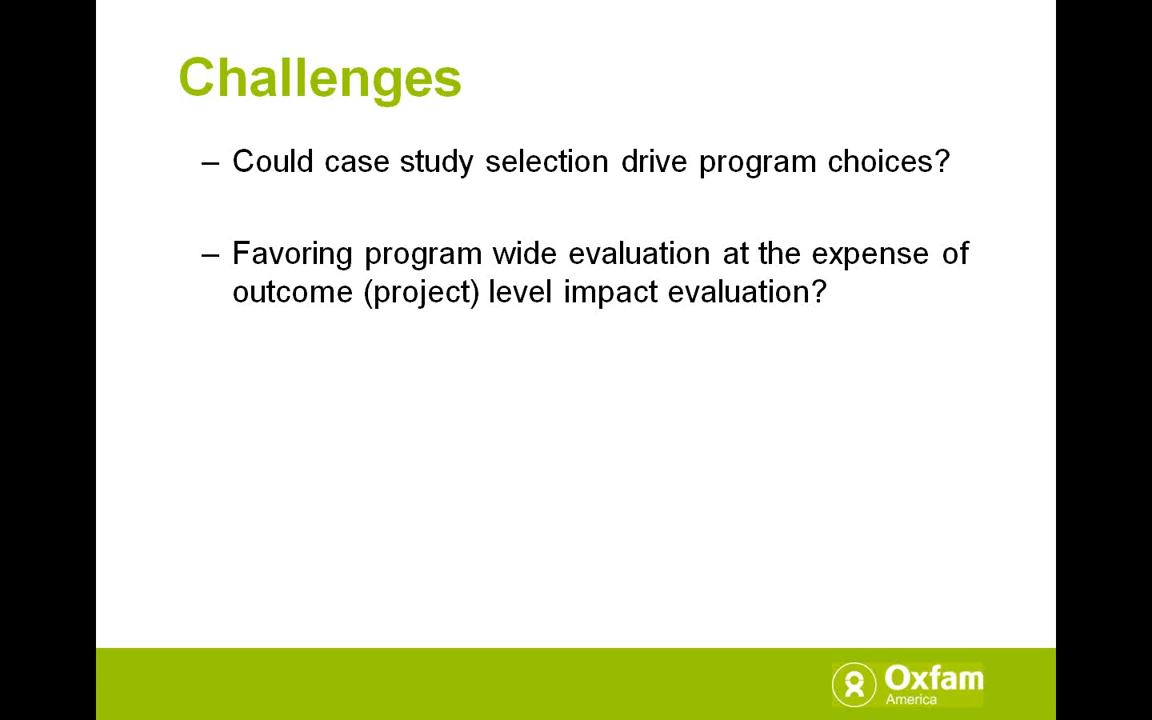 Challenges
– Could case study selection drive program choices?
– Favoring program wide evaluation at the expense of
outcome (project) level impact evaluation?
Oxfam
America